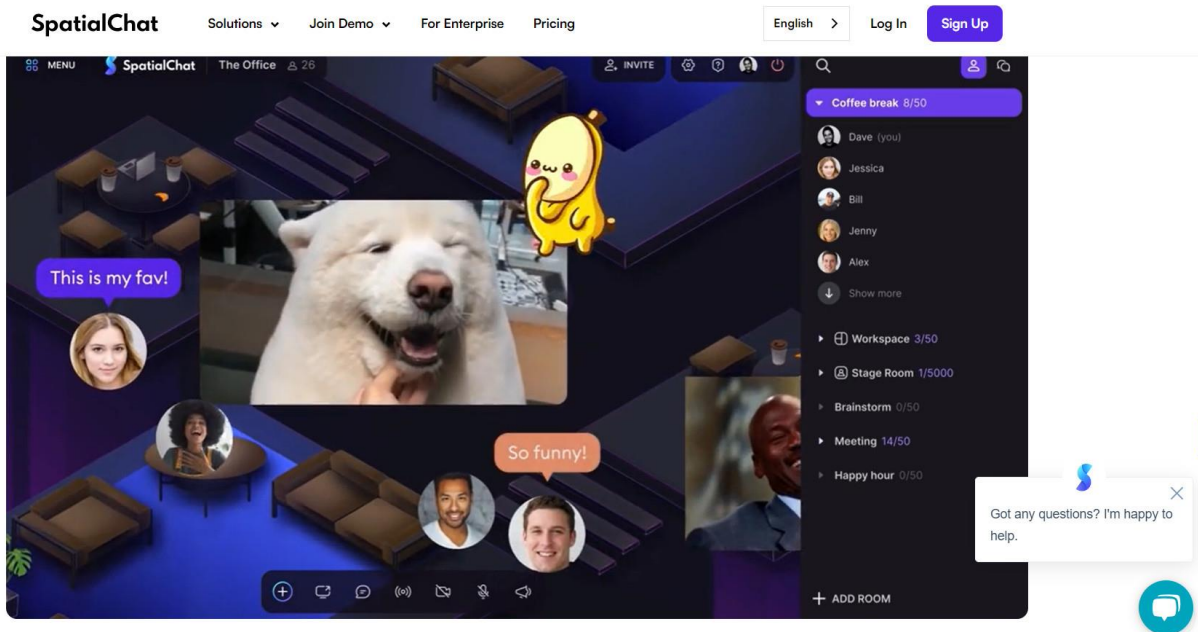 SpatialChat
Solutions
Join Demo
For Enterprise
Pricing
English
Log In
Sign Up
MENU
SpatialChat
The Office 26
INVITE
Coffee break 8/50
Dave (you)
Jessica
Bill
Jenny
Alex
Show more
Workspace 3/50
Stage Room 1/5000
Brainstorm 0/50
Meeting 14/50
Happy hour 0/50
ADD ROOM
This is my fav!
So funny!
Got any questions? I'm happy to
help.